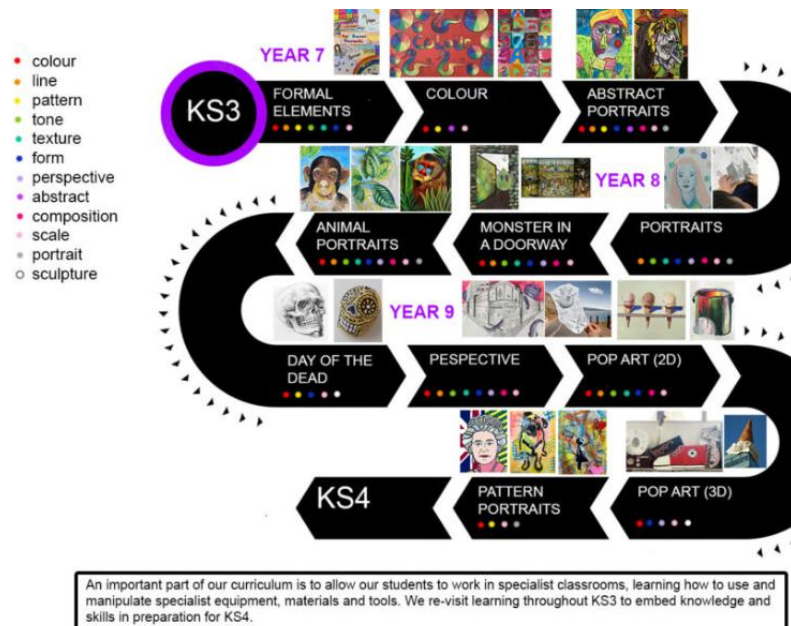 YEAR 7
colour
line
pattern
tone
texture
form
perspective
abstract
composition
scale
portrait
sculpture
KS3
FORMAL
ELEMENTS
COLOUR
ABSTRACT
PORTRAITS
YEAR 8
ANIMAL
PORTRAITS
MONSTER IN
A DOORWAY
PORTRAITS
YEAR 9
DAY OF THE
DEAD
PESPECTIVE
POP ART (2D)
KS4
PATTERN
PORTRAITS
POP ART (3D)
An important part of our curriculum is to allow our students to work in specialist classrooms, learning how to use and
manipulate specialist equipment, materials and tools. We re-visit learning throughout KS3 to embed knowledge and
skills in preparation for KS4.